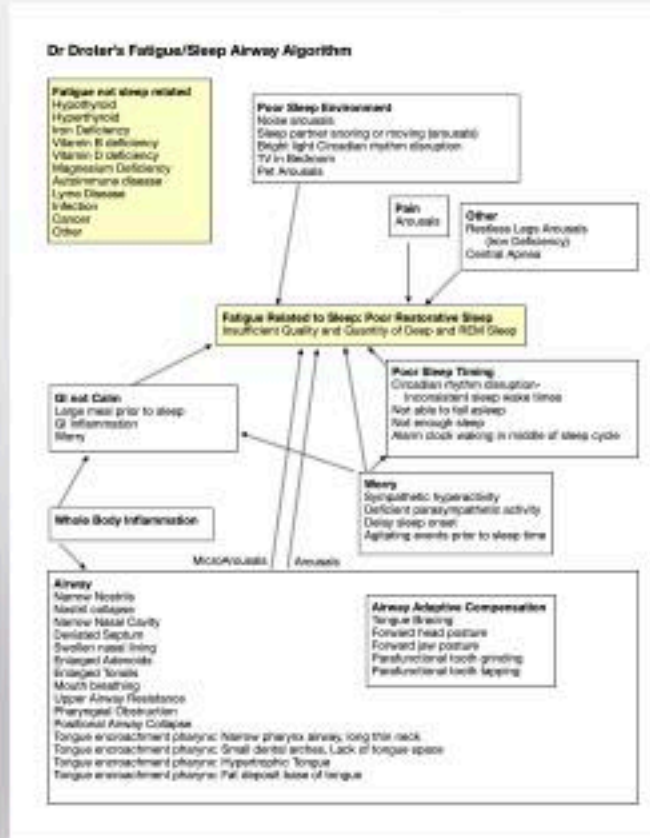 Dr Droter's Fatigue/Sleep Airway Algorithm
Fatigue not sleep related
Hypothyroid
Hyperthyroid
Iron Deficiency
Vitamin B deficiency
Vitamin D deficiency
Magnesium Deficiency
Autoimmune disease
Lyme Disease
Infection
Cancer
Other
Poor Sleep Environment
Noise arousals
Sleep partner snoring or moving (arousals)
Bright light Circadian rhythm disruption
TV in Bedroom
Pet Arousals
Pain
Arousals
Other
Restless Legs Arousals
(Iron Deficiency)
Central Apnea
Fatigue Related to Sleep: Poor Restorative Sleep
Insufficient Quality and Quantity of Deep and REM Sleep
GI not Calm
Large meal prior to sleep
GI Inflammation
Worry
Poor Sleep Timing
Circadian rhythm disruption-
Inconsistent sleep wake times
Not able to fall asleep
Not enough sleep
Alarm clock waking in middle of sleep cycle
Worry
Sympathetic hyperactivity
Deficient parasympathetic activity
Delay sleep onset
Agitating events prior to sleep time
Whole Body Inflammation
MicroArousals
Arousals
Airway
Narrow Nostrils
Nostril collapse
Narrow Nasal Cavity
Deviated Septum
Swollen nasal lining
Enlarged Adenoids
Enlarged Tonsils
Mouth breathing
Upper Airway Resistance
Pharyngeal Obstruction
Positional Airway Collapse
Tongue encroachment pharynx: Narrow pharynx airway, long thin neck
Tongue encroachment pharynx: Small dental arches, Lack of tongue space
Tongue encroachment pharynx: Hypertrophic Tongue
Tongue encroachment pharynx: Fat deposit base of tongue
Airway Adaptive Compensation
Tongue Bracing
Forward head posture
Forward jaw posture
Parafunctional tooth grinding
Parafunctional tooth tapping